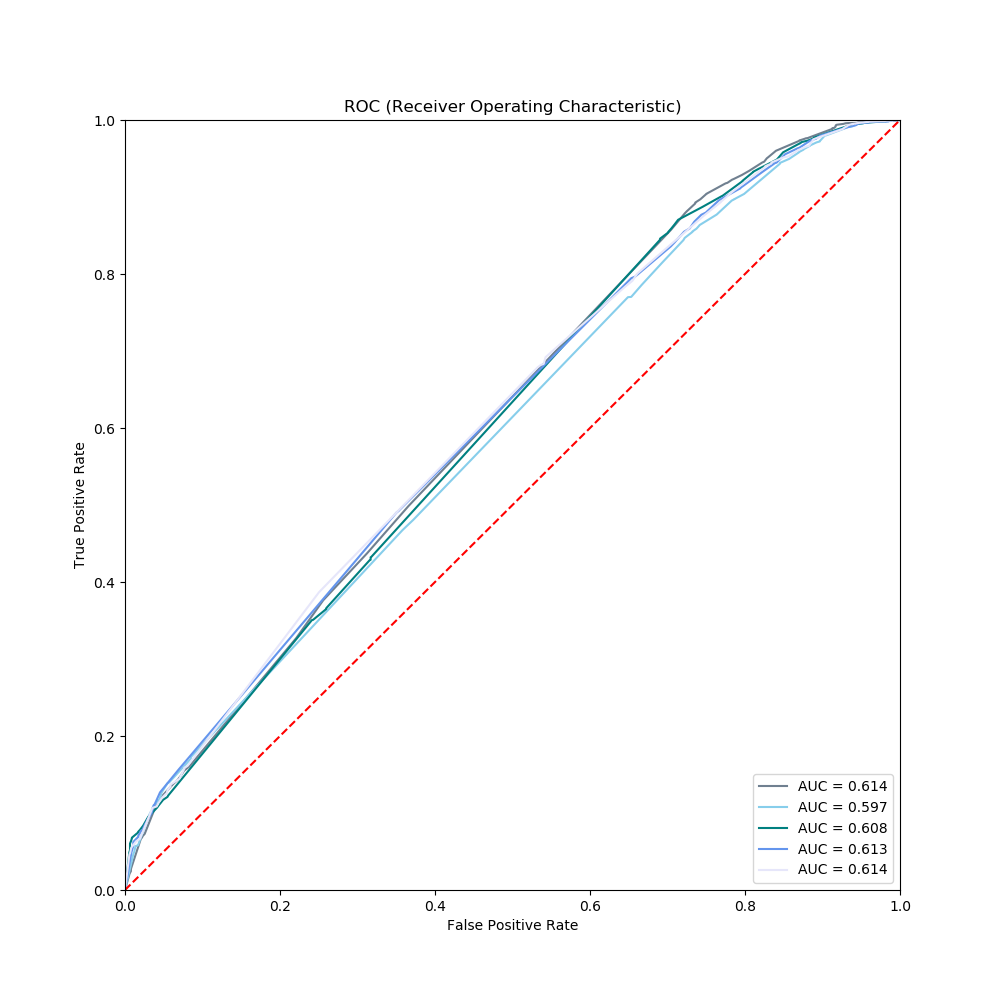 ROC (Receiver Operating Characteristic)
1.0
0.8
0.6
0.4
0.2
0.0
True Positive Rate
AUC = 0.614
AUC = 0.597
AUC = 0.608
AUC = 0.613
AUC = 0.614
0.0 0.2 0.4 0.6 0.8 1.0
False Positive Rate